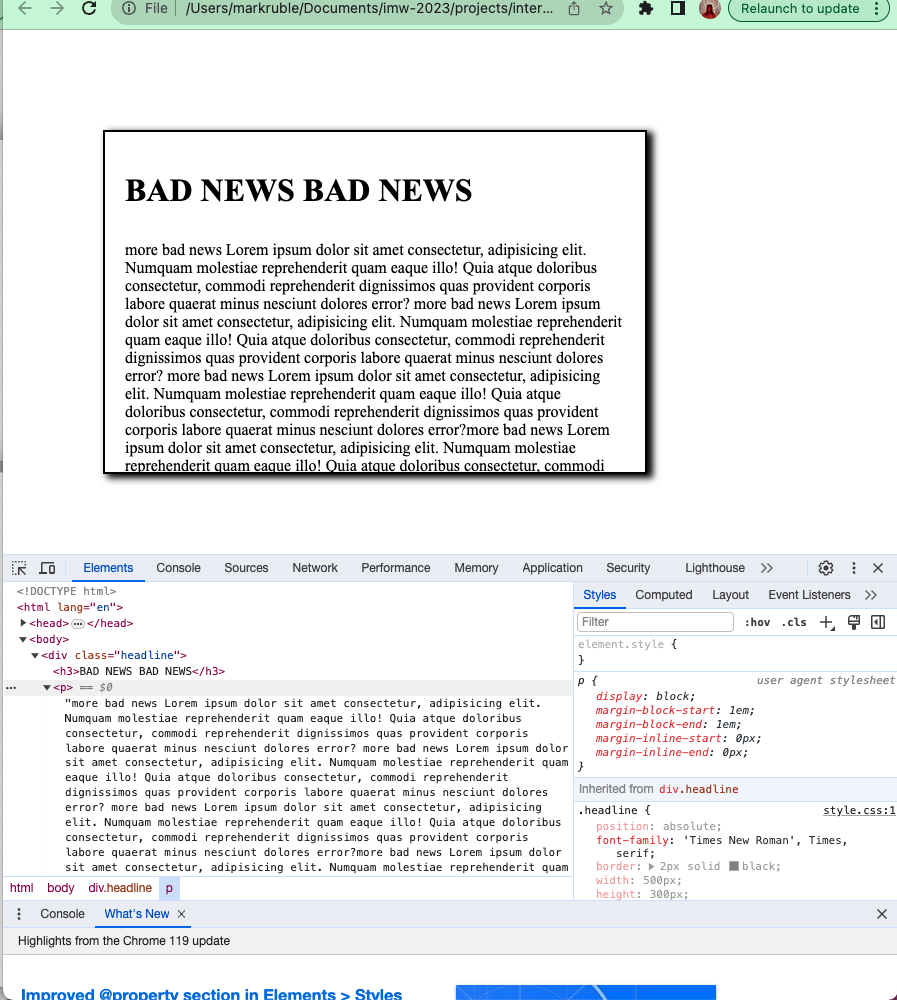 File /Users/markruble/Documents/imw-2023/projects/inter... Relaunch to update
BAD NEWS BAD NEWS
more bad news Lorem ipsum dolor sit amet consectetur, adipisicing elit.
Numquam molestiae reprehenderit quam eaque illo! Quia atque doloribus
consectetur, commodi reprehenderit dignissimos quas provident corporis
labore quaerat minus nesciunt dolores error? more bad news Lorem ipsum
dolor sit amet consectetur, adipisicing elit. Numquam molestiae reprehenderit
quam eaque illo! Quia atque doloribus consectetur, commodi reprehenderit
dignissimos quas provident corporis labore quaerat minus nesciunt dolores
error? more bad news Lorem ipsum dolor sit amet consectetur, adipisicing
elit. Numquam molestiae reprehenderit quam eaque illo! Quia atque
doloribus consectetur, commodi reprehenderit dignissimos quas provident
corporis labore quaerat minus nesciunt dolores error?more bad news Lorem
ipsum dolor sit amet consectetur, adipisicing elit. Numquam molestiae
reprehenderit quam eaque illo! Quia atque doloribus consectetur, commodi
Elements Console Sources Network Performance Memory Application Security Lighthouse
<!DOCTYPE html>
<html lang="en">
<head> ••• </head>
<body>
<div class="headline">
<h3>BAD NEWS BAD NEWS</h3>
<p> == $0
"more bad news Lorem ipsum dolor sit amet consectetur, adipisicing elit.
Numquam molestiae reprehenderit quam eaque illo! Quia atque doloribus
consectetur, commodi reprehenderit dignissimos quas provident corporis
labore quaerat minus nesciunt dolores error? more bad news Lorem ipsum dolor
sit amet consectetur, adipisicing elit. Numquam molestiae reprehenderit quam
eaque illo! Quia atque doloribus consectetur, commodi reprehenderit
dignissimos quas provident corporis labore quaerat minus nesciunt dolores
error? more bad news Lorem ipsum dolor sit amet consectetur, adipisicing
elit. Numquam molestiae reprehenderit quam eaque illo! Quia atque doloribus
consectetur, commodi reprehenderit dignissimos quas provident corporis
labore quaerat minus nesciunt dolores error?more bad news Lorem ipsum dolor
sit amet consectetur, adipisicing elit. Numquam molestiae reprehenderit quam
html body div.headline p
Styles Computed Layout Event Listeners
Filter :hov .cls
element.style {
}
p { user agent stylesheet
display: block;
margin-block-start: 1em;
margin-block-end: 1em;
margin-inline-start: 0px;
margin-inline-end: 0px;
}
Inherited from div.headline
.headline { style.css:1
position: absolute;
font-family: 'Times New Roman', Times,
serif;
border: 2px solid black;
width: 500px;
height: 300px;
Console What's New
Highlights from the Chrome 119 update
Improved @property section in Elements > Styles